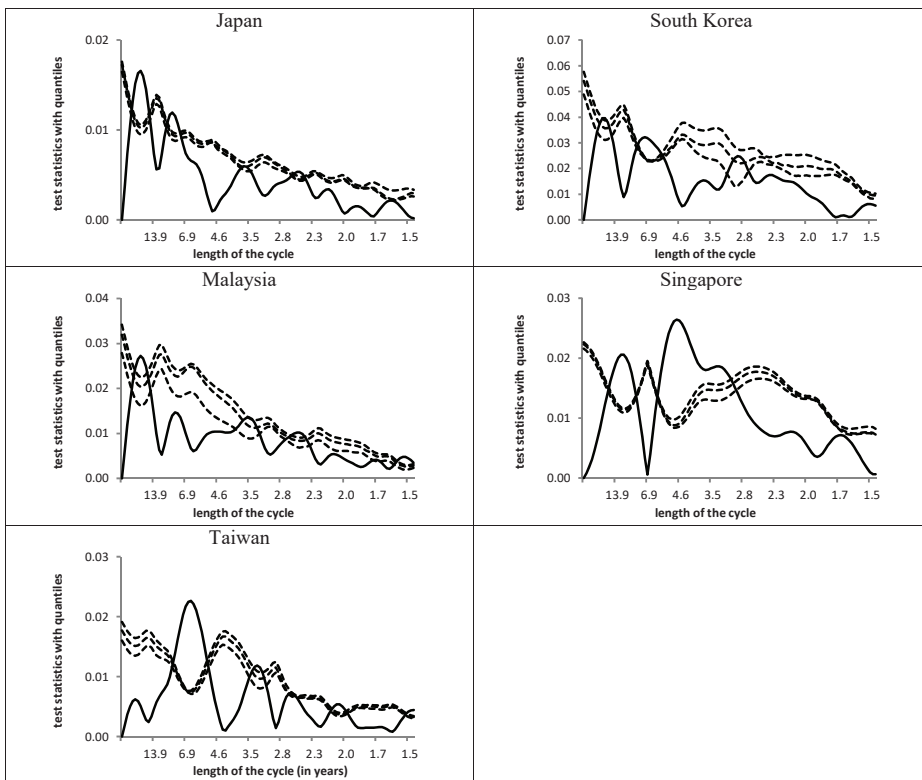 Japan
test statistics with quantiles
0.02
0.01
0.00
13.9 6.9 4.6 3.5 2.8 2.3 2.0 1.7 1.5
length of the cycle
South Korea
test statistics with quantiles
0.07
0.06
0.05
0.04
0.03
0.02
0.01
0.00
13.9 6.9 4.6 3.5 2.8 2.3 2.0 1.7 1.5
length of the cycle
Malaysia
test statistics with quantiles
0.04
0.03
0.02
0.01
0.00
13.9 6.9 4.6 3.5 2.8 2.3 2.0 1.7 1.5
length of the cycle
Singapore
test statistics with quantiles
0.03
0.02
0.01
0.00
13.9 6.9 4.6 3.5 2.8 2.3 2.0 1.7 1.5
length of the cycle
Taiwan
test statistics with quantiles
0.03
0.02
0.01
0.00
13.9 6.9 4.6 3.5 2.8 2.3 2.0 1.7 1.5
length of the cycle (in years)